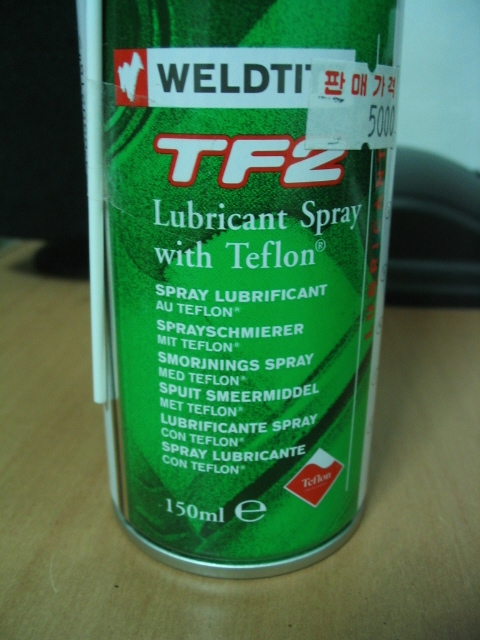 WELDTIT
판매가격
5000
TF2
Lubricant Spray
with Teflon®
SPRAY LUBRIFICANT
AU TEFLON®
SPRAYSCHMIERER
MIT TEFLON®
SMORJNINGS SPRAY
MED TEFLON®
SPUIT SMEERMIDDEL
MET TEFLON®
LUBRIFICANTE SPRAY
CON TEFLON®
SPRAY LUBRICANTE
CON TEFLON®
Teflon
150ml e